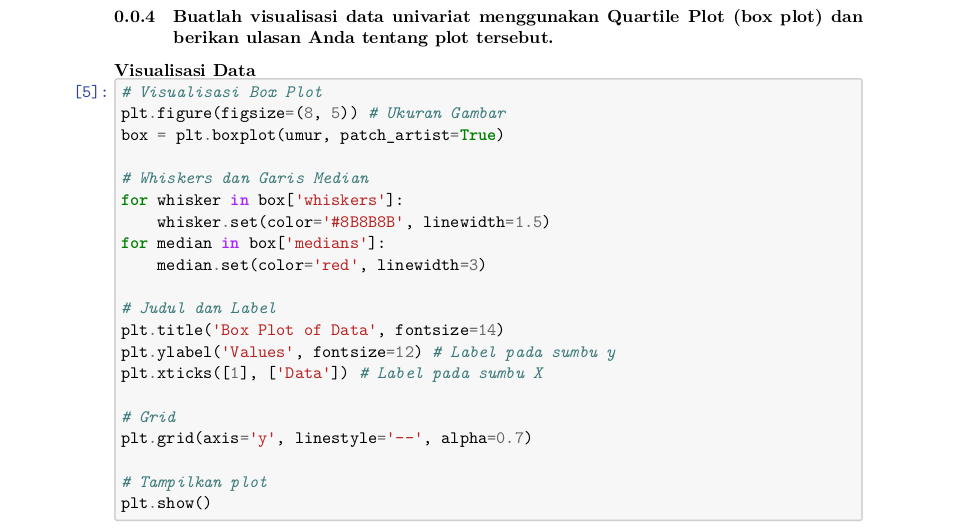 0.0.4 Buatlah visualisasi data univariat menggunakan Quartile Plot (box plot) dan
berikan ulasan Anda tentang plot tersebut.
Visualisasi Data
[5]: # Visualisasi Box Plot
plt.figure(figsize=(8, 5)) # Ukuran Gambar
box = plt.boxplot(umur, patch_artist=True)

# Whiskers dan Garis Median
for whisker in box['whiskers']:
    whisker.set(color='#8B8B8B', linewidth=1.5)
for median in box['medians']:
    median.set(color='red', linewidth=3)

# Judul dan Label
plt.title('Box Plot of Data', fontsize=14)
plt.ylabel('Values', fontsize=12) # Label pada sumbu y
plt.xticks([1], ['Data']) # Label pada sumbu X

# Grid
plt.grid(axis='y', linestyle='--', alpha=0.7)

# Tampilkan plot
plt.show()